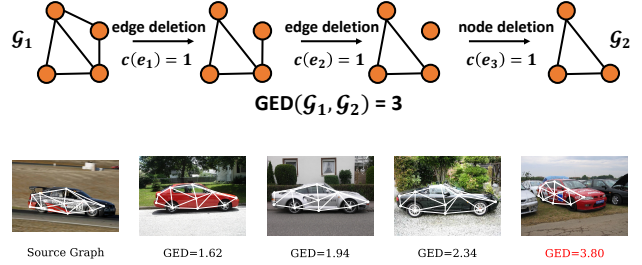 𝒢₁ edge deletion edge deletion node deletion 𝒢₂
c(e₁) = 1 c(e₂) = 1 c(e₃) = 1
GED(𝒢₁, 𝒢₂) = 3
Source Graph GED=1.62 GED=1.94 GED=2.34 GED=3.80